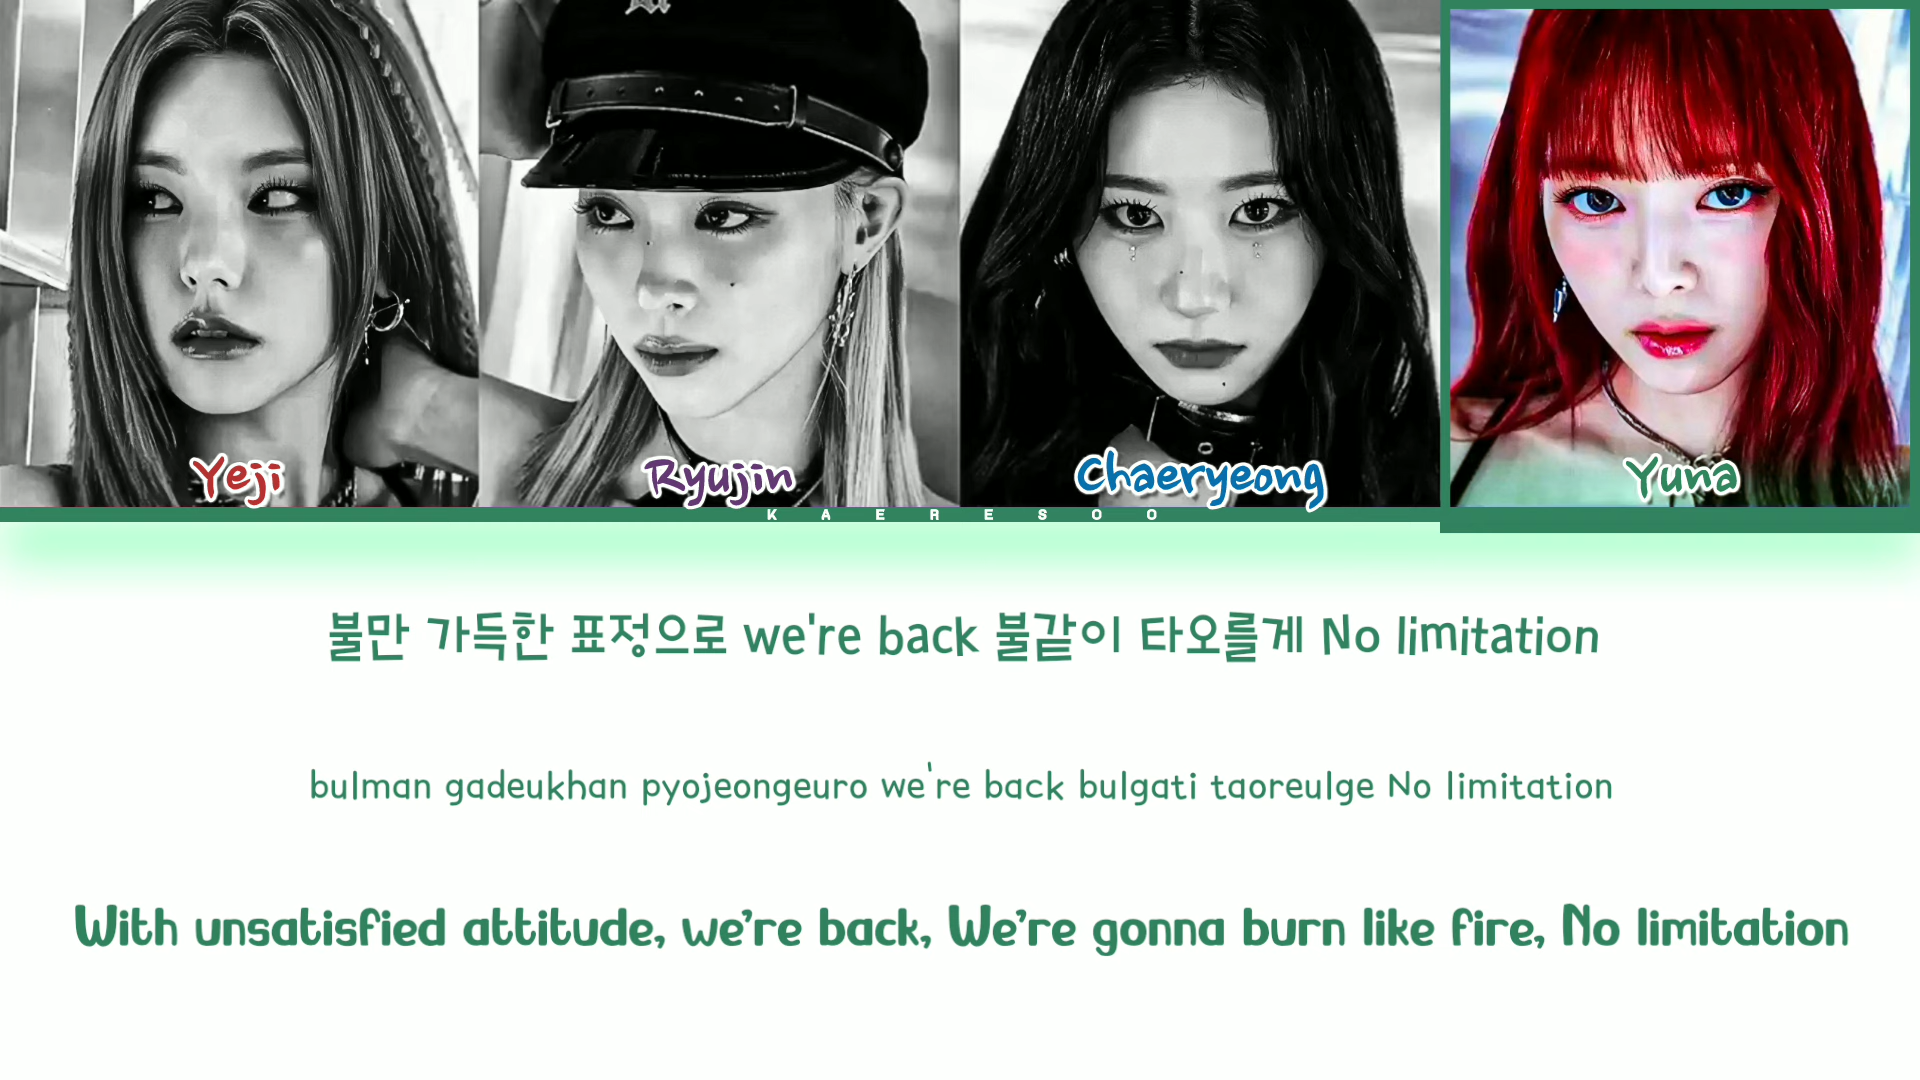 Yeji
Ryujin
Chaeryeong
Yuna
KAERESOO
불만 가득한 표정으로 we're back 불같이 타오를게 No limitation
bulman gadeukhan pyojeongeuro we're back bulgati taoreulge No limitation
With unsatisfied attitude, we're back, We're gonna burn like fire, No limitation